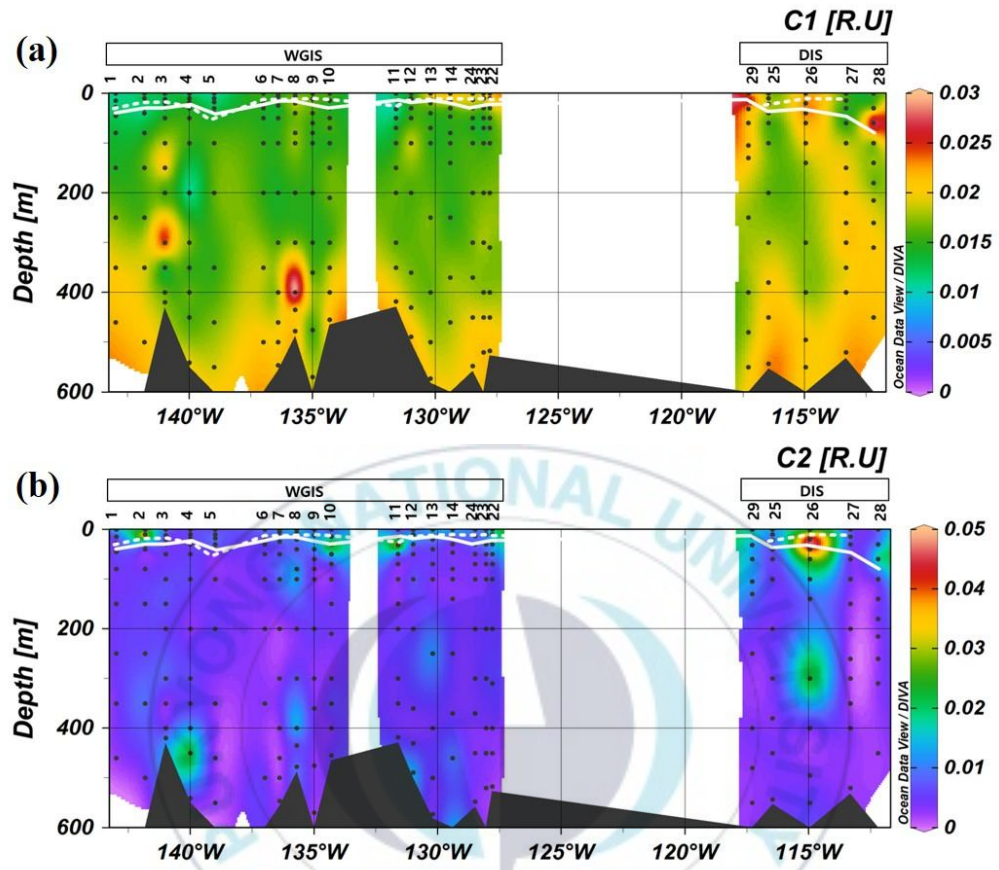 (a)
C1 [R.U]
WGIS
DIS
1 2 3 4 5 6 7 8 9 10 11 12 13 14 24 23 22 29 25 26 27 28
0
200
400
600
Depth [m]
140°W 135°W 130°W 125°W 120°W 115°W
0.03
0.025
0.02
0.015
0.01
0.005
0
Ocean Data View / DIVA
(b)
C2 [R.U]
WGIS
DIS
1 2 3 4 5 6 7 8 9 10 11 12 13 14 24 23 22 29 25 26 27 28
0
200
400
600
Depth [m]
140°W 135°W 130°W 125°W 120°W 115°W
0.05
0.04
0.03
0.02
0.01
0
Ocean Data View / DIVA
NATIONAL UNIVERSITY